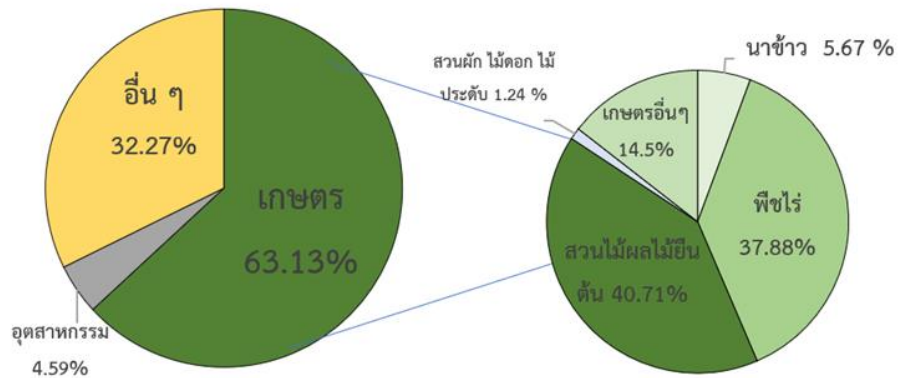 อื่น ๆ
32.27%
เกษตร
63.13%
อุตสาหกรรม
4.59%
สวนผัก ไม้ดอก ไม้
ประดับ 1.24 %
นาข้าว 5.67 %
เกษตรอื่นๆ
14.5%
พืชไร่
37.88%
สวนไม้ผลไม้ยืน
ต้น 40.71%